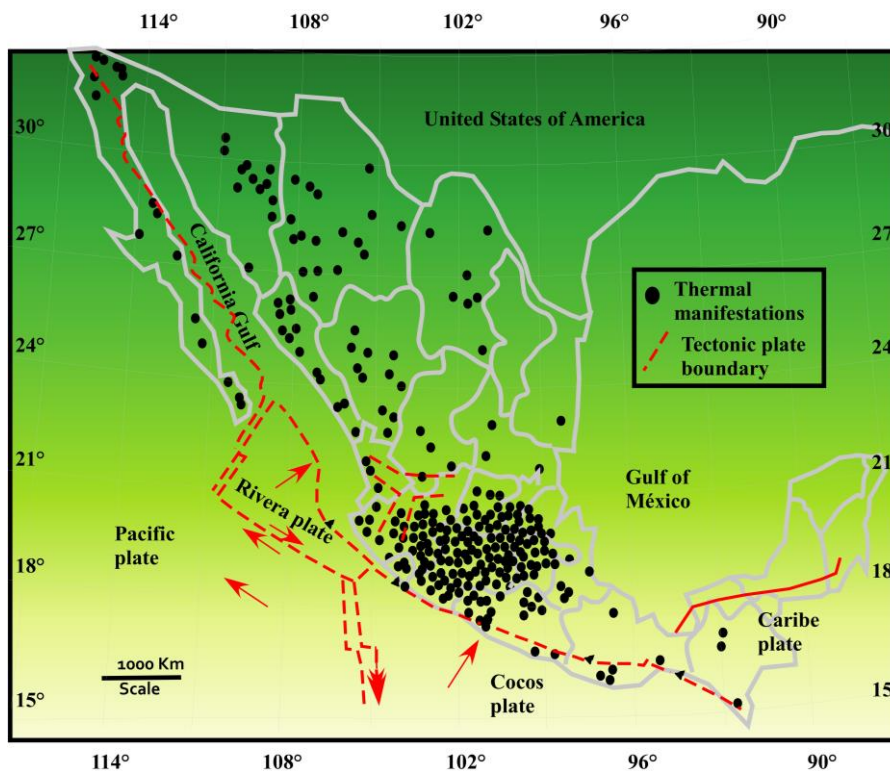 114° 108° 102° 96° 90°
United States of America
30° 30
27° 27
California Gulf
Thermal
manifestations
Tectonic plate
boundary
24° 24
21° 21
Gulf of
México
Rivera plate
Pacific
plate
18° 18
Caribe
plate
1000 Km
Scale
Cocos
plate
15° 15
114° 108° 102° 96° 90°